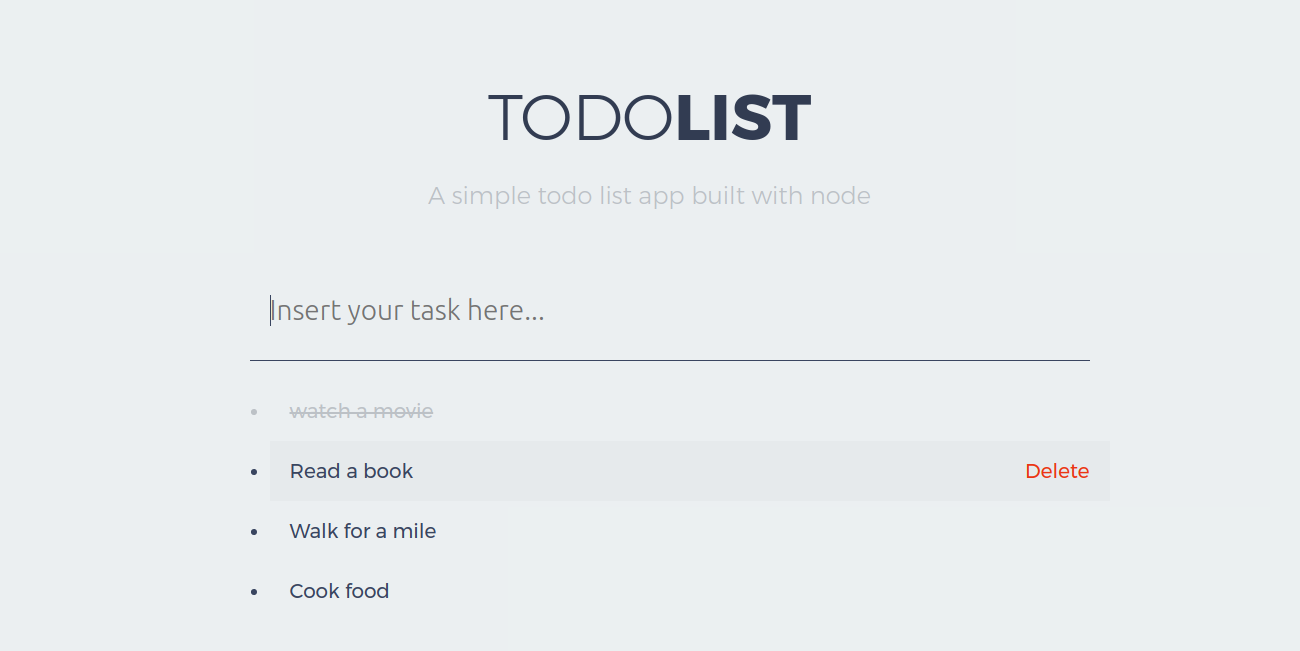 TODOLIST
A simple todo list app built with node
Insert your task here...
watch a movie
Read a book Delete
Walk for a mile
Cook food